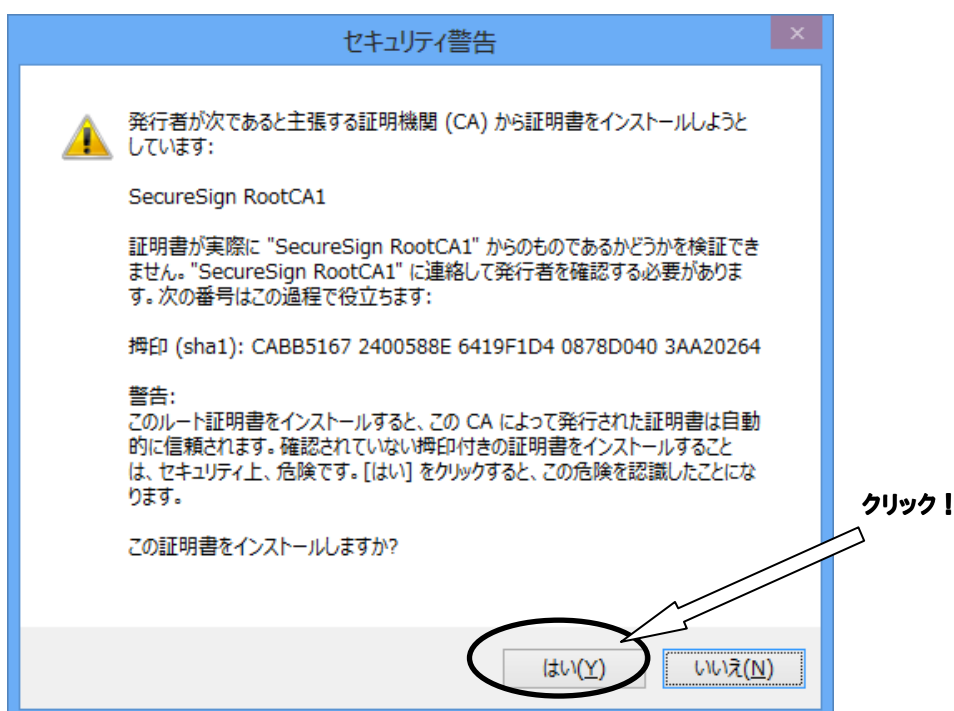 セキュリティ警告
発行者が次であると主張する証明機関 (CA) から証明書をインストールしようと
しています:
SecureSign RootCA1
証明書が実際に "SecureSign RootCA1" からのものであるかどうかを検証でき
ません。"SecureSign RootCA1" に連絡して発行者を確認する必要がありま
す。次の番号はこの過程で役立ちます:
拇印 (sha1): CABB5167 2400588E 6419F1D4 0878D040 3AA20264
警告:
このルート証明書をインストールすると、この CA によって発行された証明書は自動
的に信頼されます。確認されていない拇印付きの証明書をインストールすること
は、セキュリティ上、危険です。[はい] をクリックすると、この危険を認識したことにな
ります。
クリック！
この証明書をインストールしますか?
はい(Y)
いいえ(N)